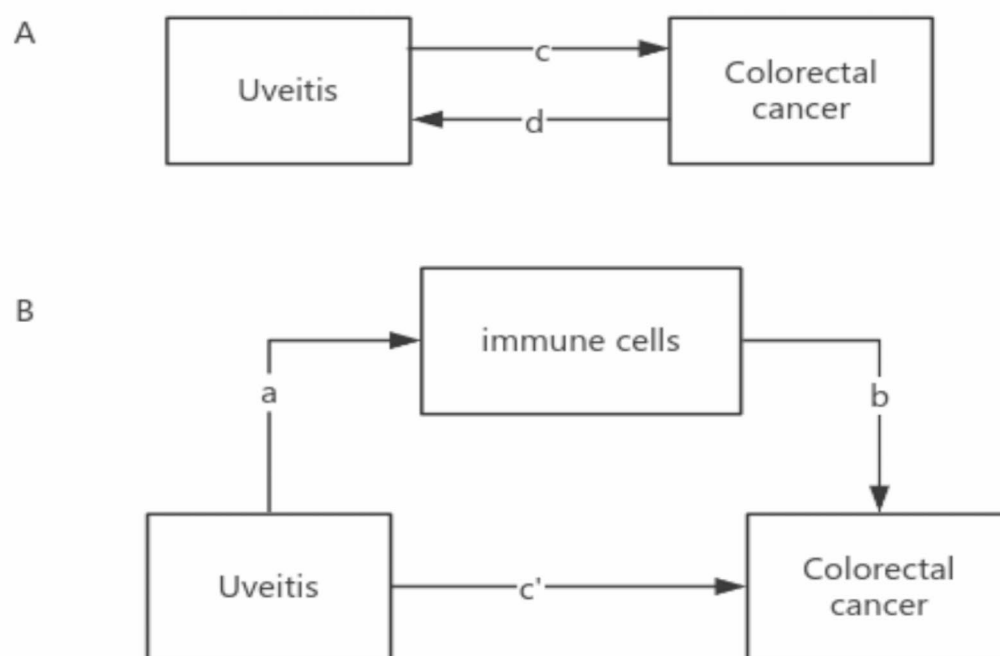 A
Uveitis
c
d
Colorectal
cancer
B
immune cells
a
b
Uveitis
c'
Colorectal
cancer